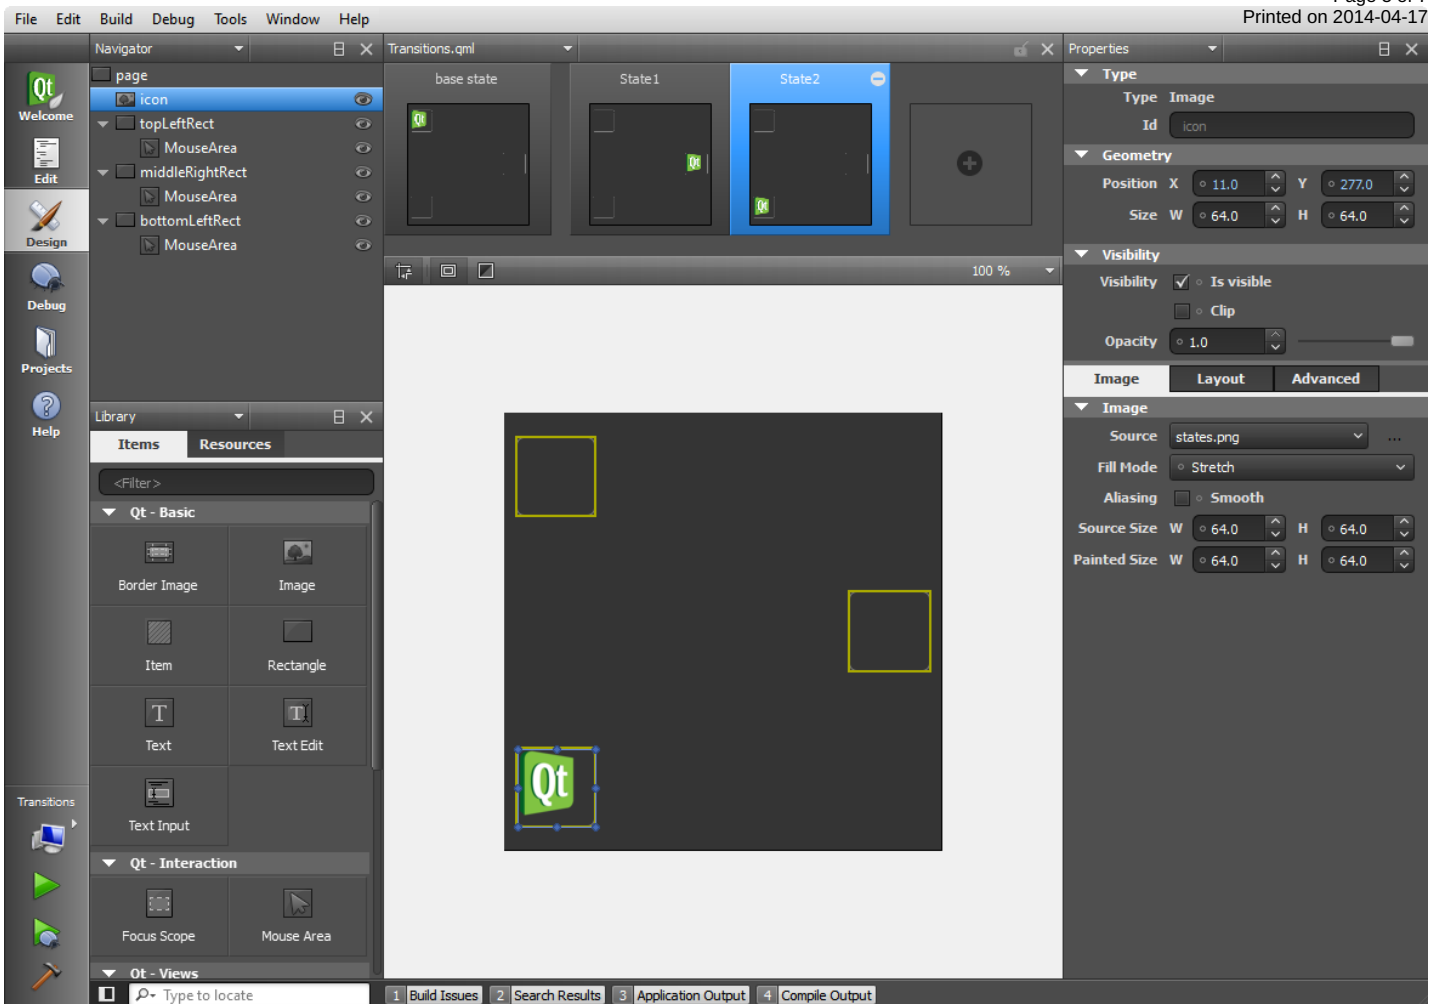 Printed on 2014-04-17
File Edit Build Debug Tools Window Help
Navigator
Transitions.qml
Properties
page
icon
topLeftRect
MouseArea
middleRightRect
MouseArea
bottomLeftRect
MouseArea
Qt
Welcome
Edit
Design
Debug
Projects
Help
base state
State1
State2
Qt
Qt
Qt
100 %
Type
Type Image
Id icon
Geometry
Position X 11.0 Y 277.0
Size W 64.0 H 64.0
Visibility
Visibility Is visible
Clip
Opacity 1.0
Image Layout Advanced
Image
Source states.png ...
Fill Mode Stretch
Aliasing Smooth
Source Size W 64.0 H 64.0
Painted Size W 64.0 H 64.0
Library
Items Resources
<Filter>
Qt - Basic
Border Image Image
Item Rectangle
T TI
Text Text Edit
Text Input
Qt - Interaction
Focus Scope Mouse Area
Qt - Views
Qt
Transitions
Type to locate
1 Build Issues 2 Search Results 3 Application Output 4 Compile Output